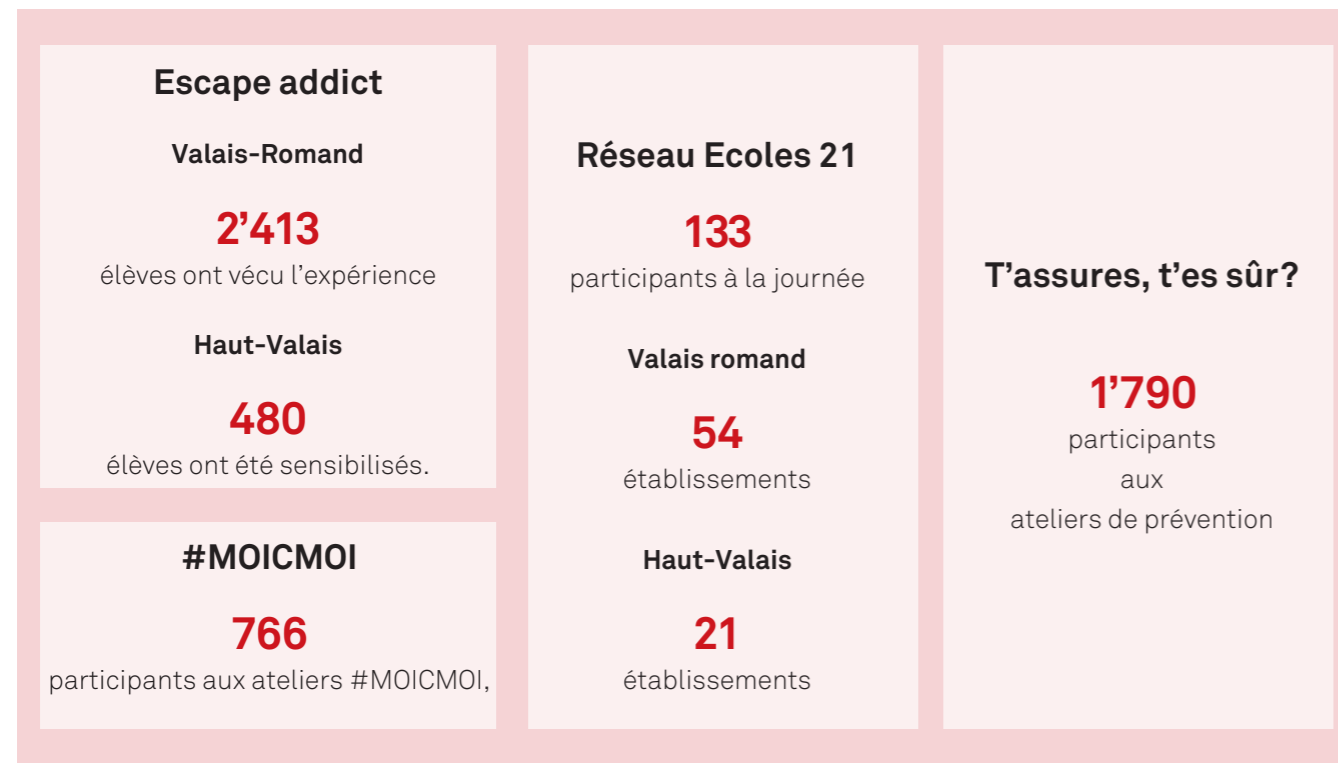 Escape addict
Valais-Romand
2’413
élèves ont vécu l’expérience
Haut-Valais
480
élèves ont été sensibilisés.
#MOICMOI
766
participants aux ateliers #MOICMOI,
Réseau Ecoles 21
133
participants à la journée
Valais romand
54
établissements
Haut-Valais
21
établissements
T’assures, t’es sûr?
1’790
participants
aux
ateliers de prévention